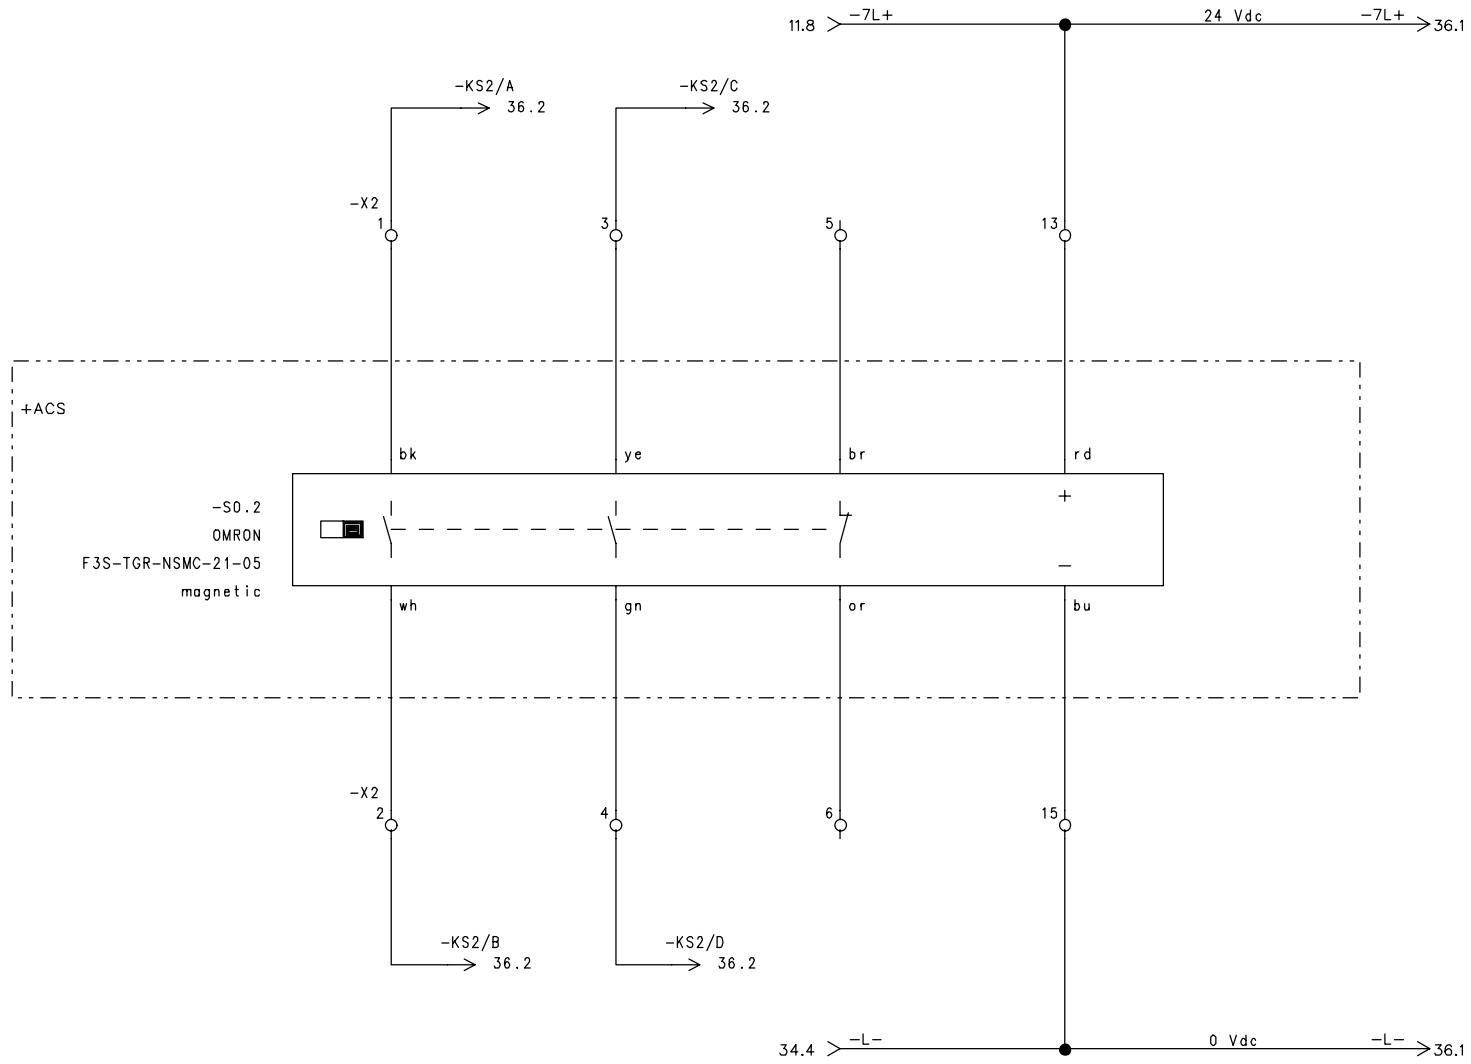 11.8 -7L+ 24 Vdc -7L+ 36.1
-KS2/A -KS2/C
36.2 36.2
-X2
1 3 5 13
+ACS
bk ye br rd
+
-S0.2
OMRON
F3S-TGR-NSMC-21-05
-
magnetic
wh gn or bu
-X2
2 4 6 15
-KS2/B -KS2/D
36.2 36.2
34.4 -L- 0 Vdc -L- 36.1